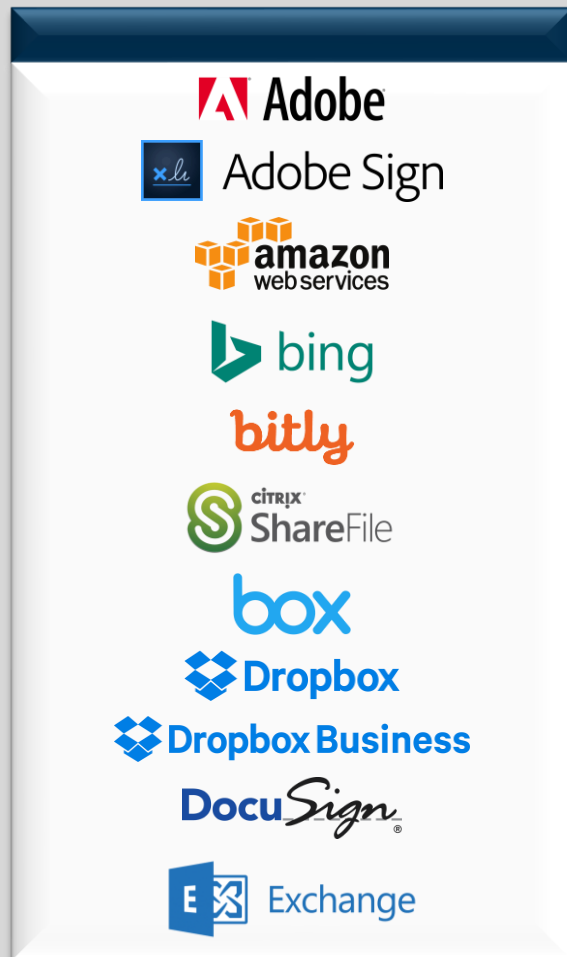 Adobe
Adobe Sign
amazon
web services
bing
bitly
CITRIX
ShareFile
box
Dropbox
Dropbox Business
DocuSign®
E Exchange